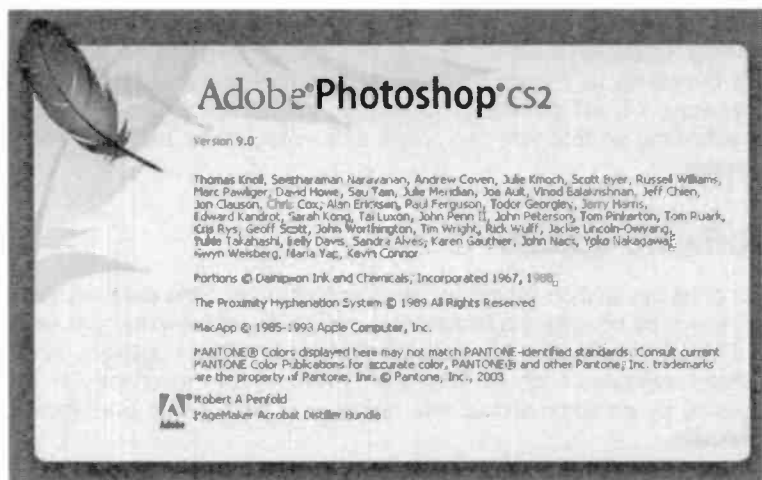 Adobe® Photoshop® CS2
Version 9.0
Thomas Knoll, Seetharaman Narayanan, Andrew Coven, Julie Kmoch, Scott Byer, Russell Williams,
Marc Pawliger, David Howe, Sau Tam, Julie Meridian, Joe Ault, Vinod Balakrishnan, Jeff Chien,
Jon Clauson, Chris Cox, Alan Erickson, Paul Ferguson, Todor Georgiev, Jerry Harris,
Edward Kandrot, Sarah Kong, Tai Luxon, John Penn II, John Peterson, Tom Pinkerton, Tom Ruark,
Kris Rys, Geoff Scott, John Worthington, Tim Wright, Rick Wulff, Jackie Lincoln-Owyang,
Yukie Takahashi, Kelly Davis, Sandra Alves, Karen Gauthier, John Nack, Yoko Nakagawa,
Gwyn Weisberg, Maria Yap, Kevin Connor
Portions © Dainippon Ink and Chemicals, Incorporated 1967, 1988.
The Proximity Hyphenation System © 1989 All Rights Reserved
MacApp © 1985-1993 Apple Computer, Inc.
PANTONE® Colors displayed here may not match PANTONE-identified standards. Consult current
PANTONE Color Publications for accurate color, PANTONE® and other Pantone, Inc. trademarks
are the property of Pantone, Inc. © Pantone, Inc., 2003
Robert A Penfold
PageMaker Acrobat Distiller Bundle
Adobe